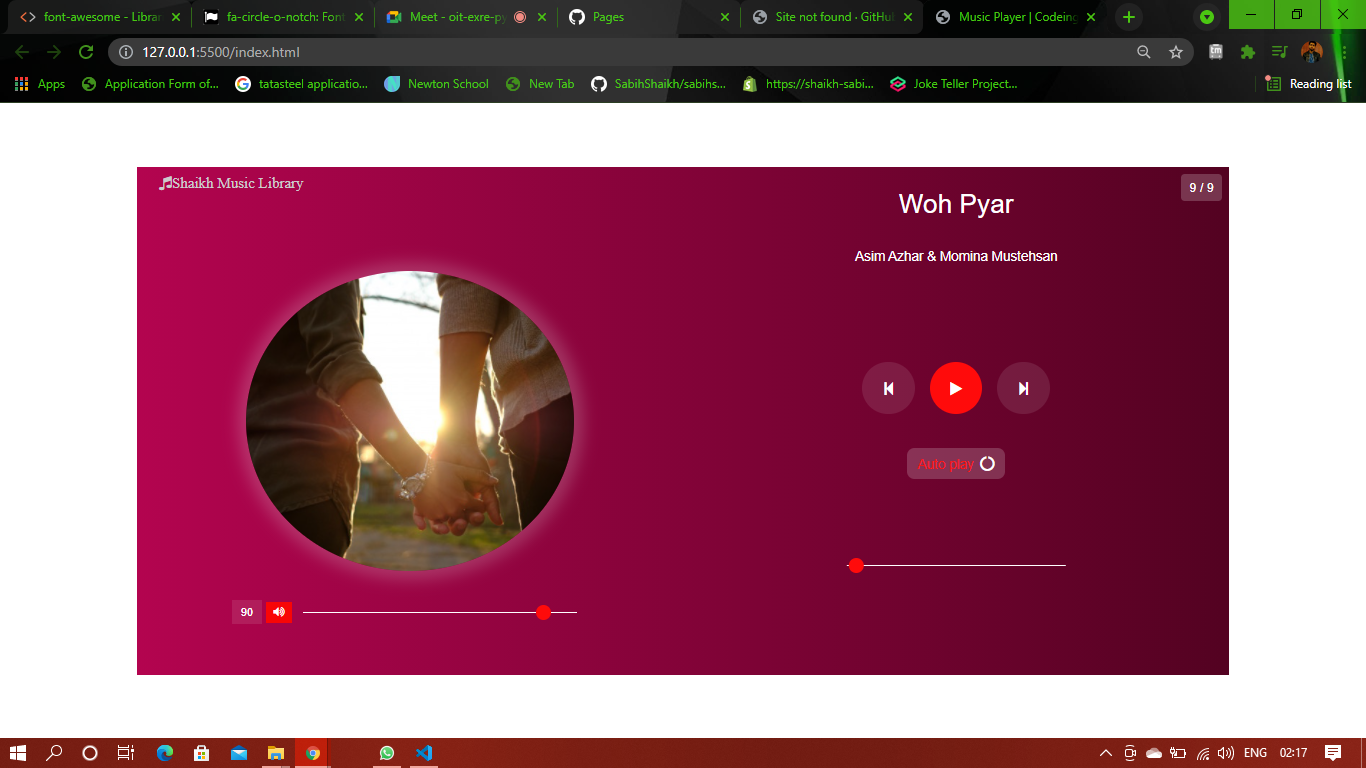 font-awesome - Librar
fa-circle-o-notch: Font
Meet - oit-exre-py
Pages
Site not found · GitHu
Music Player | Codeing
127.0.0.1:5500/index.html
Apps
Application Form of...
tatasteel applicatio...
Newton School
New Tab
SabihShaikh/sabihs...
https://shaikh-sabi...
Joke Teller Project...
Reading list
Shaikh Music Library
9 / 9
Woh Pyar
Asim Azhar & Momina Mustehsan
Auto play
90
ENG
02:17